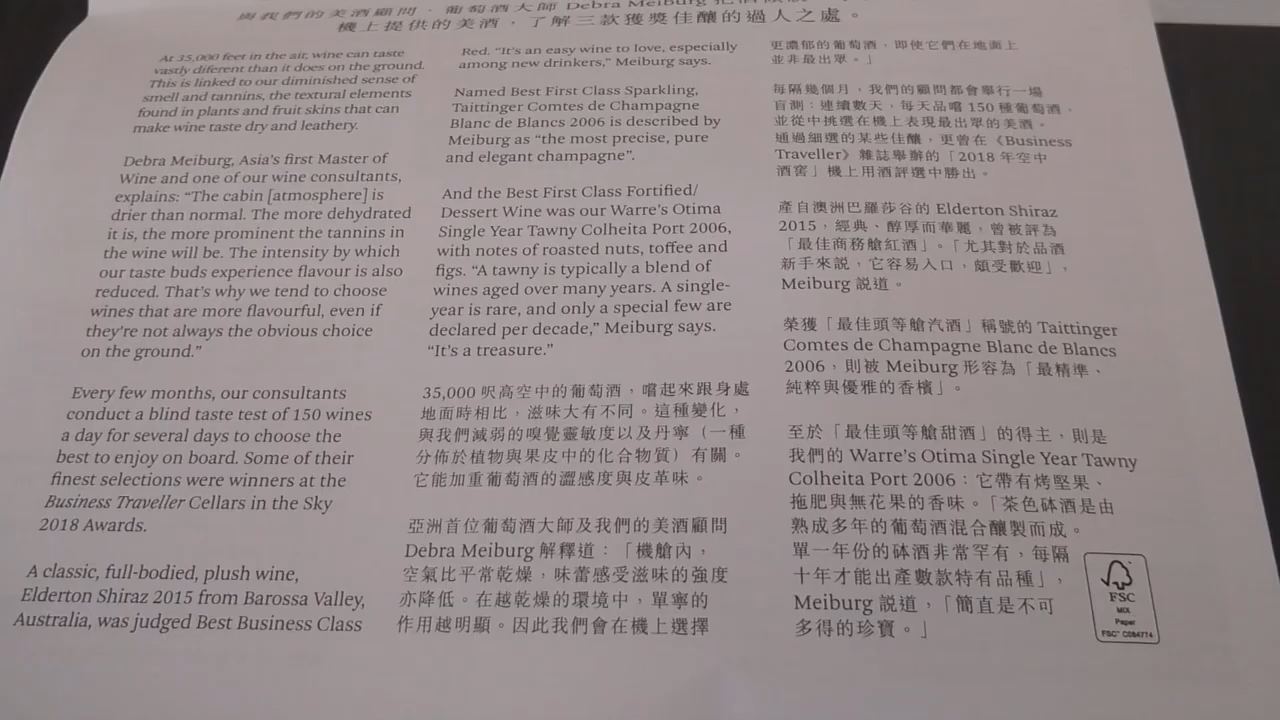 與我們的美酒顧問、葡萄酒大師 Debra Meiburg
機上提供的美酒，了解三款獲獎佳釀的過人之處。
At 35,000 feet in the air, wine can taste
vastly diferent than it does on the ground.
This is linked to our diminished sense of
smell and tannins, the textural elements
found in plants and fruit skins that can
make wine taste dry and leathery.
Debra Meiburg, Asia's first Master of
Wine and one of our wine consultants,
explains: "The cabin [atmosphere] is
drier than normal. The more dehydrated
it is, the more prominent the tannins in
the wine will be. The intensity by which
our taste buds experience flavour is also
reduced. That's why we tend to choose
wines that are more flavourful, even if
they're not always the obvious choice
on the ground."
Every few months, our consultants
conduct a blind taste test of 150 wines
a day for several days to choose the
best to enjoy on board. Some of their
finest selections were winners at the
Business Traveller Cellars in the Sky
2018 Awards.
A classic, full-bodied, plush wine,
Elderton Shiraz 2015 from Barossa Valley,
Australia, was judged Best Business Class
Red. "It's an easy wine to love, especially
among new drinkers," Meiburg says.
Named Best First Class Sparkling,
Taittinger Comtes de Champagne
Blanc de Blancs 2006 is described by
Meiburg as "the most precise, pure
and elegant champagne".
And the Best First Class Fortified/
Dessert Wine was our Warre's Otima
Single Year Tawny Colheita Port 2006,
with notes of roasted nuts, toffee and
figs. "A tawny is typically a blend of
wines aged over many years. A single-
year is rare, and only a special few are
declared per decade," Meiburg says.
"It's a treasure."
35,000 呎高空中的葡萄酒，嚐起來跟身處
地面時相比，滋味大有不同。這種變化，
與我們減弱的嗅覺靈敏度以及丹寧（一種
分佈於植物與果皮中的化合物質）有關。
它能加重葡萄酒的澀感度與皮革味。
亞洲首位葡萄酒大師及我們的美酒顧問
Debra Meiburg 解釋道：「機艙內，
空氣比平常乾燥，味蕾感受滋味的強度
亦降低。在越乾燥的環境中，單寧的
作用越明顯。因此我們會在機上選擇
更濃郁的葡萄酒，即使它們在地面上
並非最出眾。」
每隔幾個月，我們的顧問都會舉行一場
盲測：連續數天，每天品嚐 150 種葡萄酒，
並從中挑選在機上表現最出眾的美酒。
通過細選的某些佳釀，更曾在《Business
Traveller》雜誌舉辦的「2018 年空中
酒窖」機上用酒評選中勝出。
產自澳洲巴羅莎谷的 Elderton Shiraz
2015，經典、醇厚而華麗，曾被評為
「最佳商務艙紅酒」。「尤其對於品酒
新手來說，它容易入口，頗受歡迎」，
Meiburg 說道。
榮獲「最佳頭等艙汽酒」稱號的 Taittinger
Comtes de Champagne Blanc de Blancs
2006，則被 Meiburg 形容為「最精準、
純粹與優雅的香檳」。
至於「最佳頭等艙甜酒」的得主，則是
我們的 Warre's Otima Single Year Tawny
Colheita Port 2006：它帶有烤堅果、
拖肥與無花果的香味。「茶色砵酒是由
熟成多年的葡萄酒混合釀製而成。
單一年份的砵酒非常罕有，每隔
十年才能出產數款特有品種」，
Meiburg 說道，「簡直是不可
多得的珍寶。」
FSC
MIX
Paper
FSC™ C084774